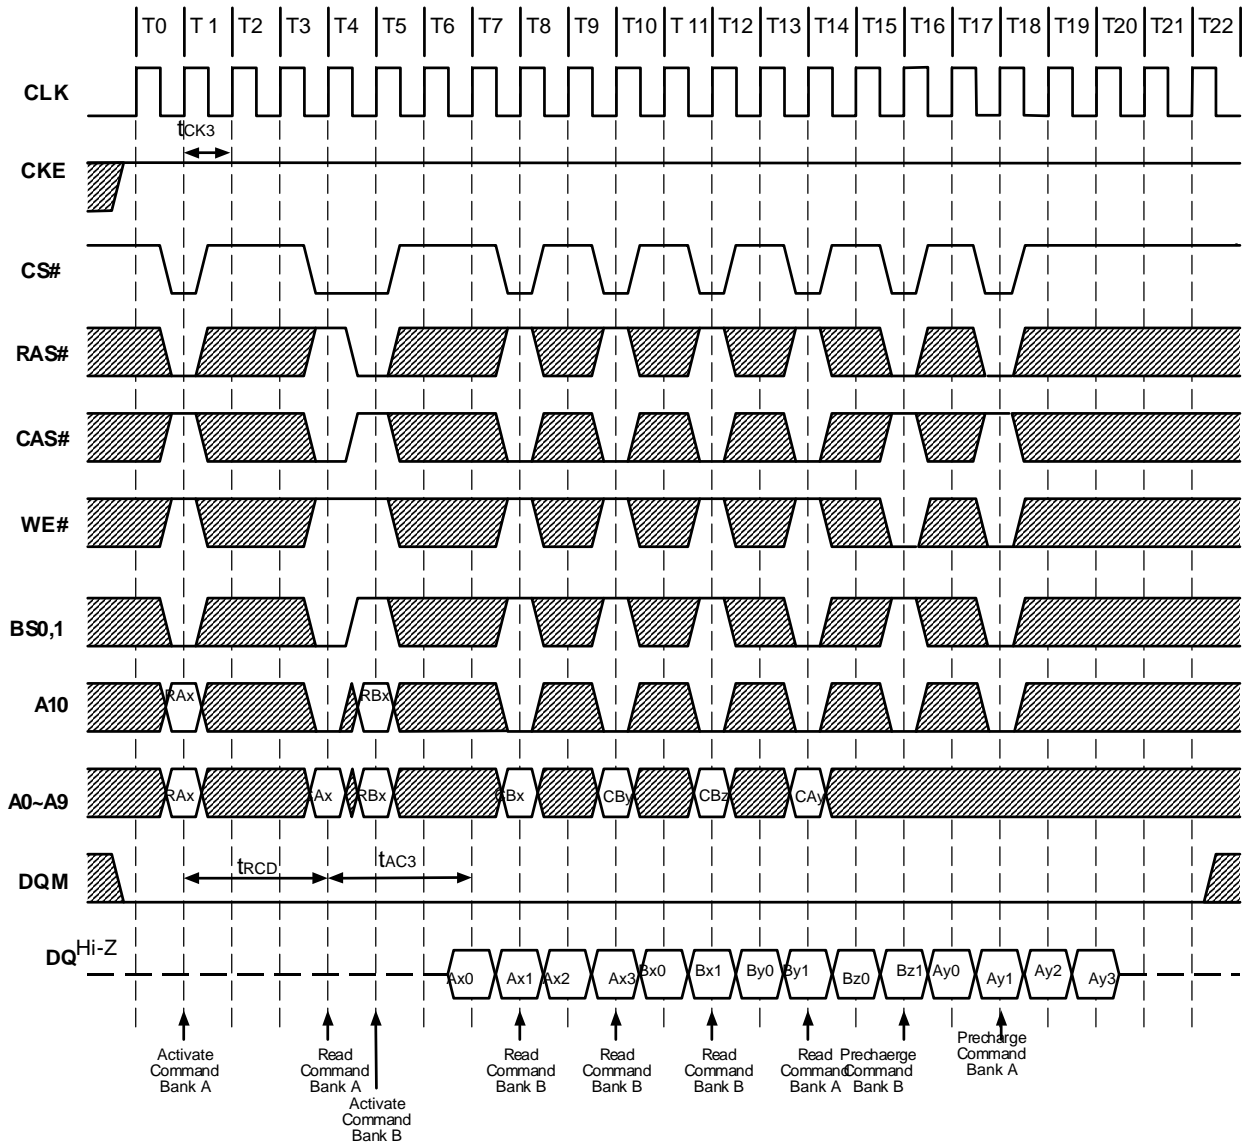 T0 T 1 T2 T3 T4 T5 T6 T7 T8 T9 T10 T 11 T12 T13 T14 T15 T16 T17 T18 T19 T20 T21 T22
CLK
tCK3
CKE
CS#
RAS#
CAS#
WE#
BS0,1
A10 RAx RBx
A0~A9 RAx CAx RBx CBx CBy CBz CAy
DQM tRCD tAC3
DQ Hi-Z Ax0 Ax1 Ax2 Ax3 Bx0 Bx1 By0 By1 Bz0 Bz1 Ay0 Ay1 Ay2 Ay3
Activate
Command
Bank A
Read
Command
Bank A
Activate
Command
Bank B
Read
Command
Bank B
Read
Command
Bank B
Read
Command
Bank B
Read
Command
Bank A
Prechaerge
Command
Bank B
Precharge
Command
Bank A